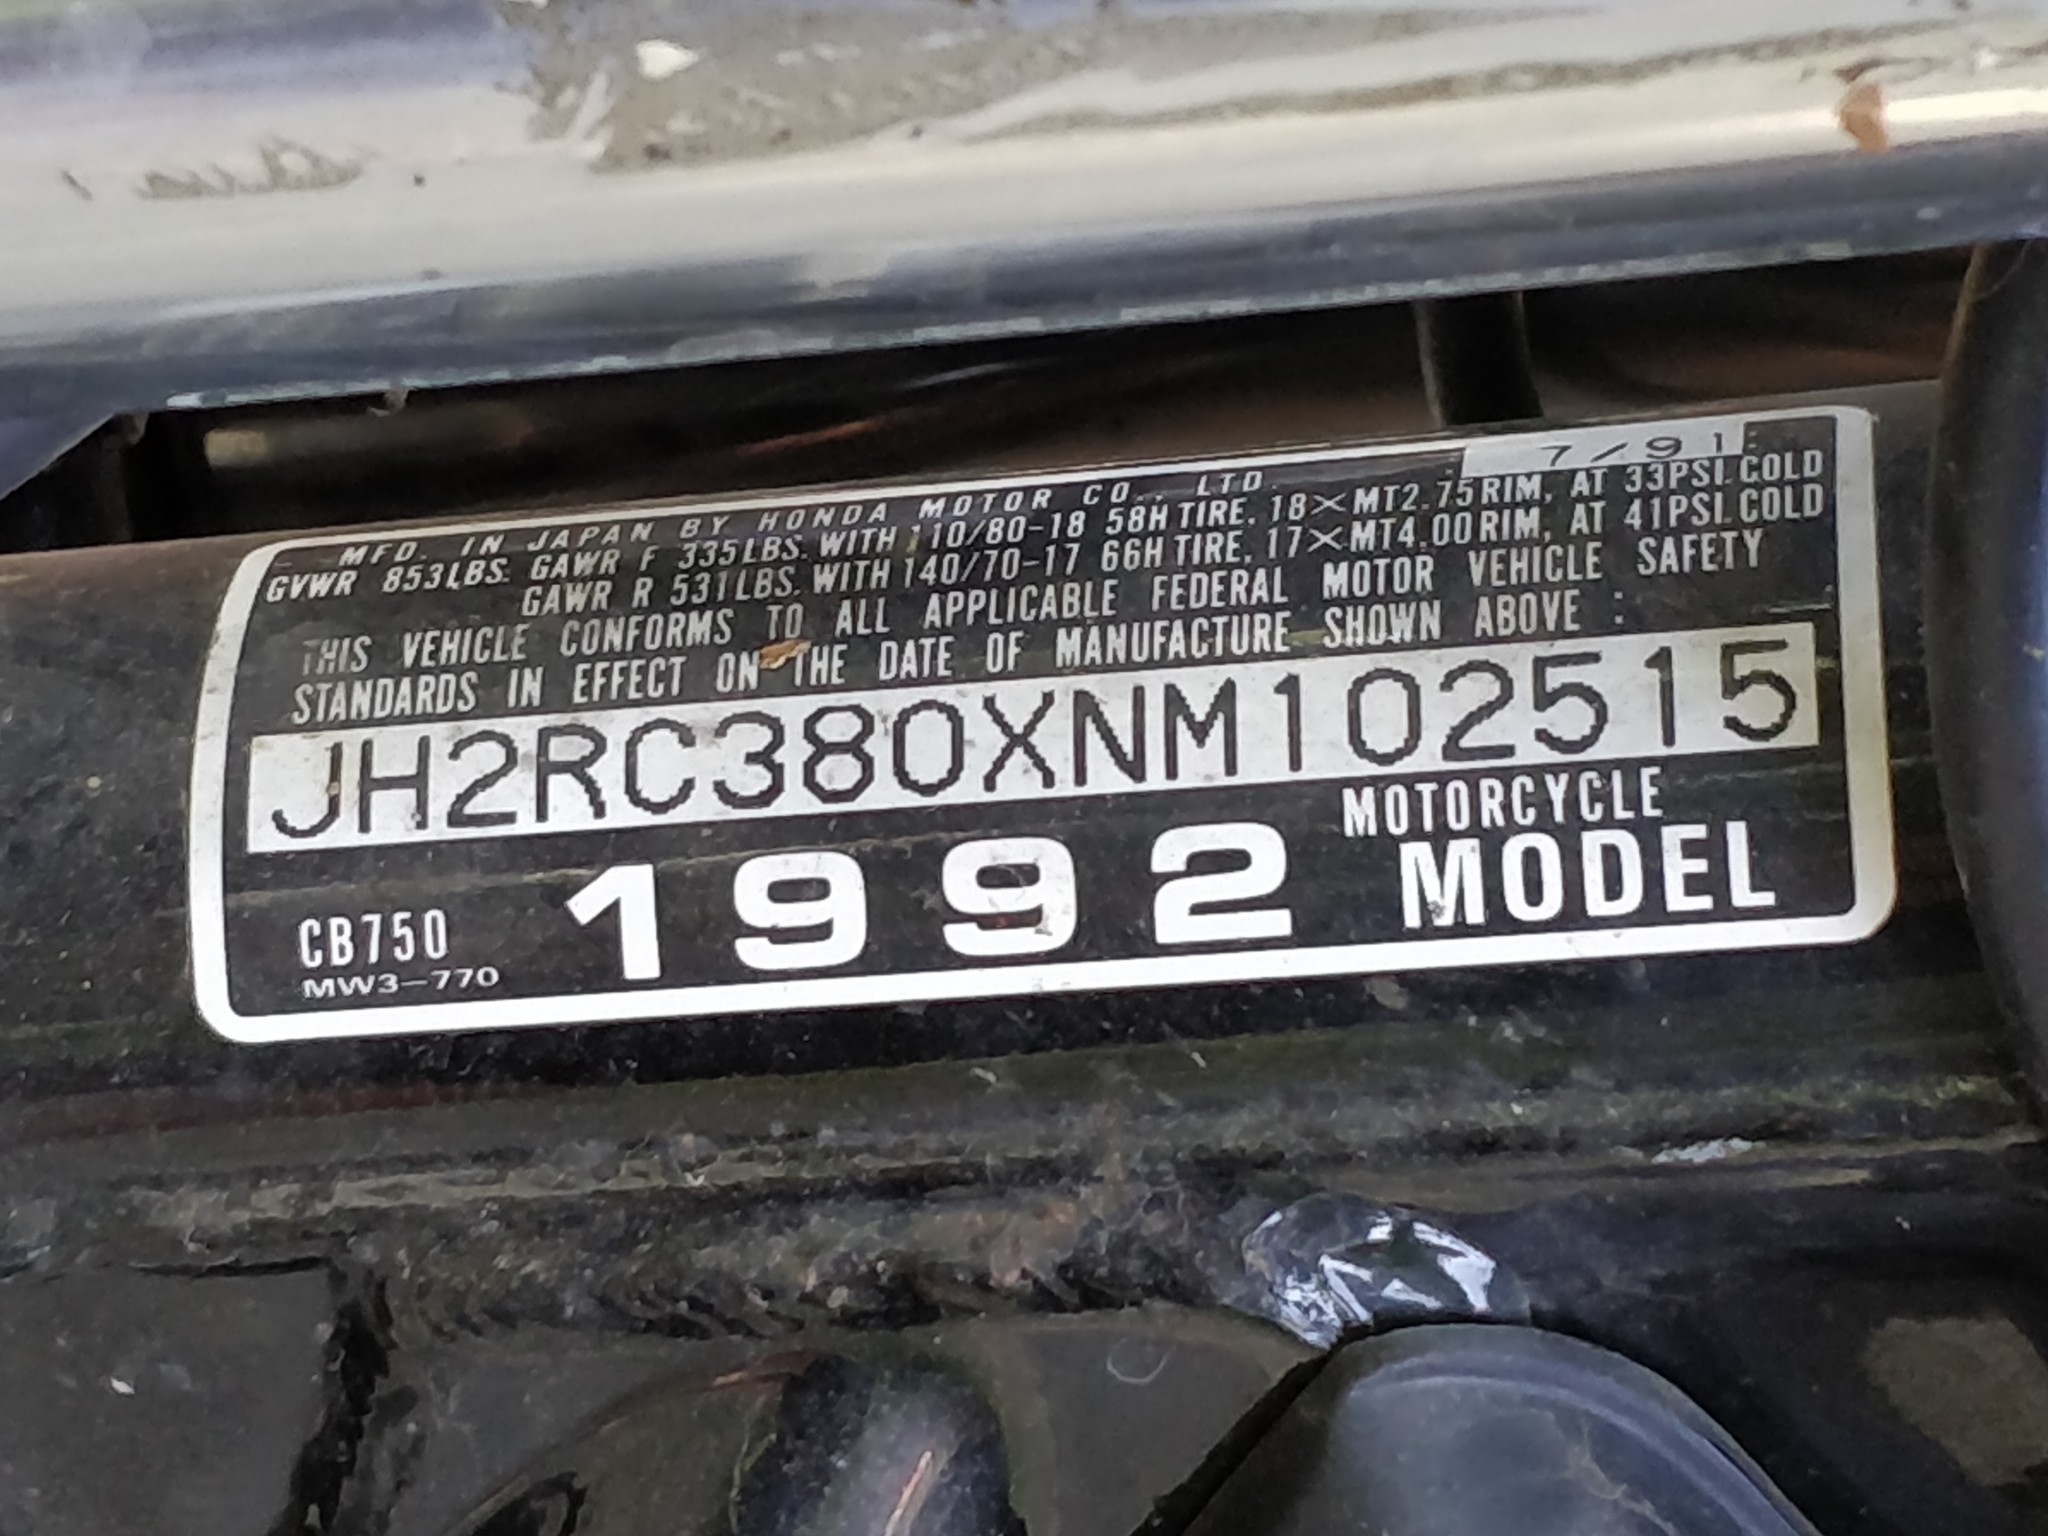 7/91
MFD. IN JAPAN BY HONDA MOTOR CO., LTD.
GVWR 853LBS. GAWR F 335LBS. WITH 110/80-18 58H TIRE, 18×MT2.75 RIM, AT 33PSI. COLD
GAWR R 531LBS. WITH 140/70-17 66H TIRE, 17×MT4.00 RIM, AT 41PSI. COLD
THIS VEHICLE CONFORMS TO ALL APPLICABLE FEDERAL MOTOR VEHICLE SAFETY
STANDARDS IN EFFECT ON THE DATE OF MANUFACTURE SHOWN ABOVE :
JH2RC380XNM102515
MOTORCYCLE
CB750 1992 MODEL
MW3-770